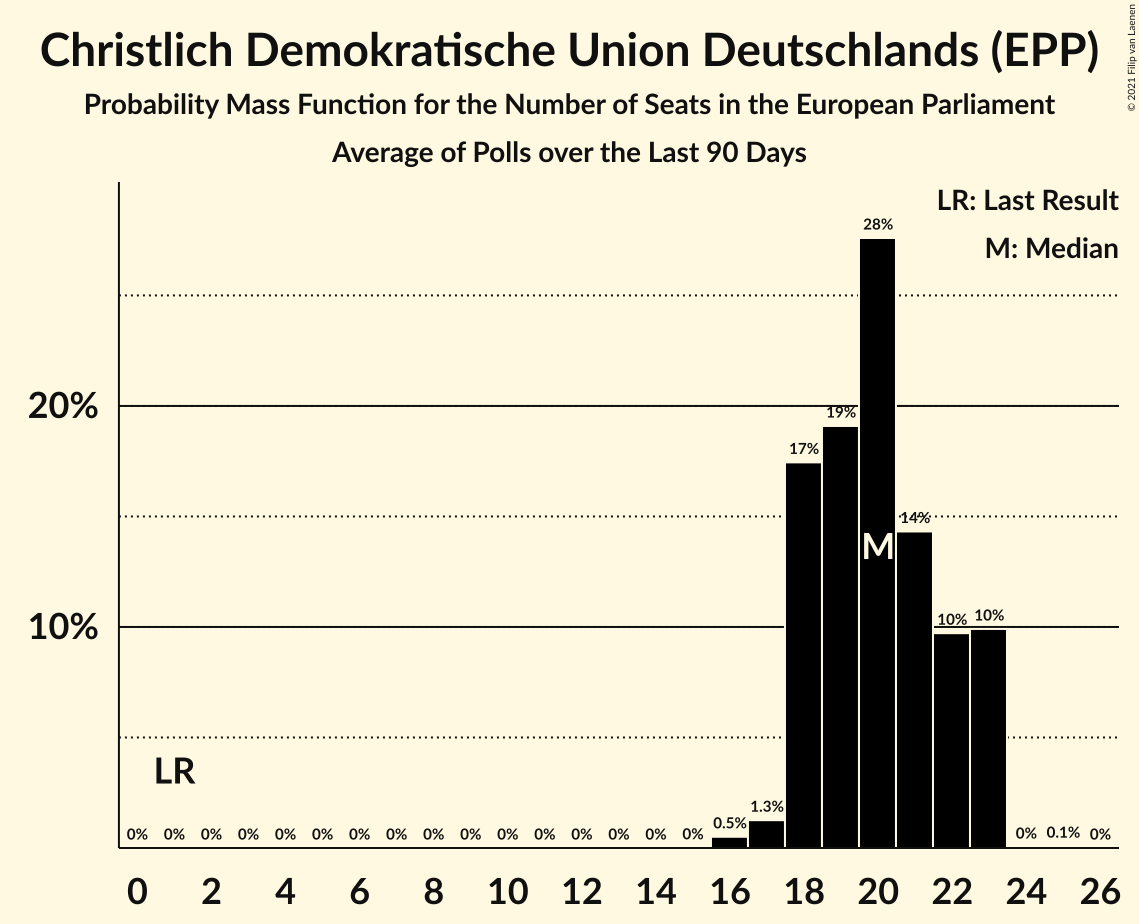 Christlich Demokratische Union Deutschlands (EPP)
Probability Mass Function for the Number of Seats in the European Parliament
Average of Polls over the Last 90 Days
© 2021 Filip van Laenen
LR: Last Result
M: Median
28%
20%
19%
17%
14%
M
10%
10% 10%
LR
0% 0% 0% 0% 0% 0% 0% 0% 0% 0% 0% 0% 0% 0% 0% 0% 0.5% 1.3% 0% 0.1% 0%
0 2 4 6 8 10 12 14 16 18 20 22 24 26